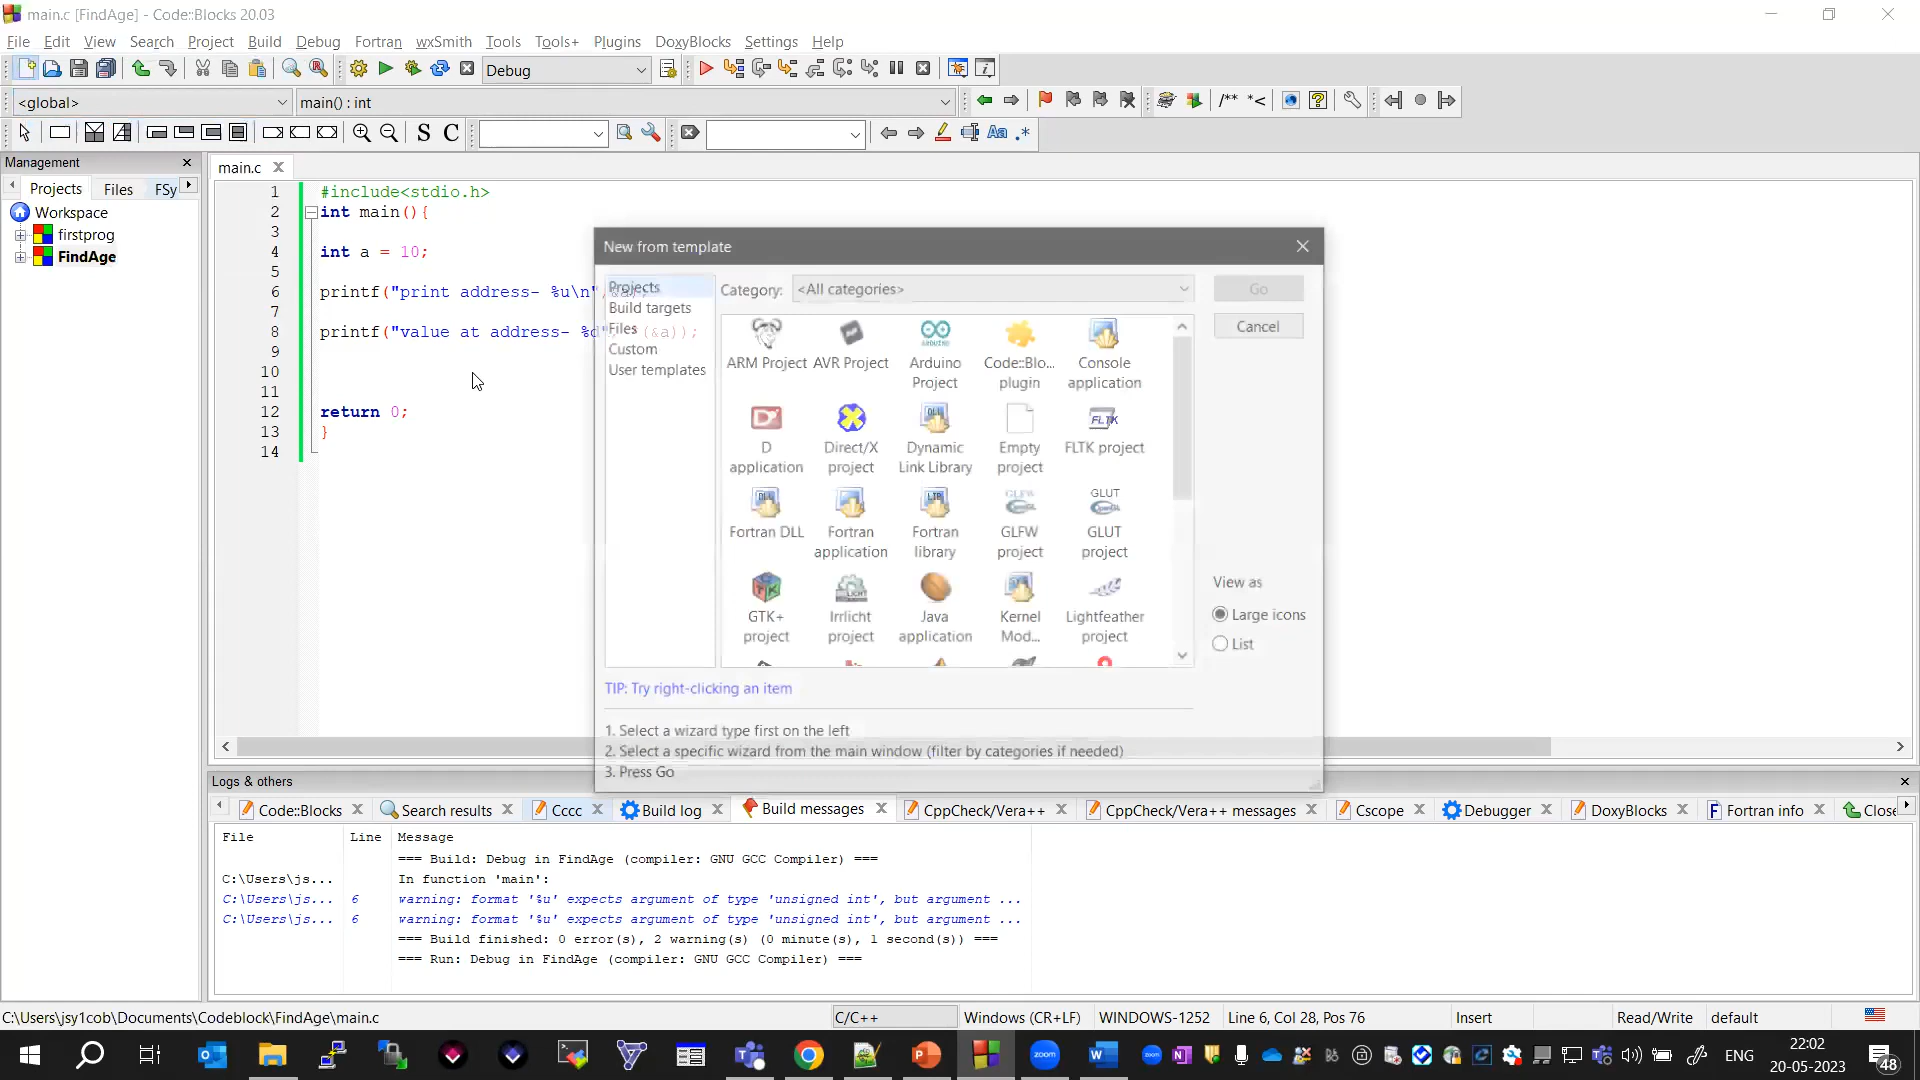 main.c [FindAge] - Code::Blocks 20.03
File Edit View Search Project Build Debug Fortran wxSmith Tools Tools+ Plugins DoxyBlocks Settings Help
Debug
<global> main() : int
/** *<
S C Aa .*
Management
Projects Files FSy
Workspace
firstprog
FindAge
main.c
1 #include<stdio.h>
2 int main(){
3
4 int a = 10;
5
6 printf("print address- %u\n",&a);
7
8 printf("value at address- %d" (&a));
9
10
11
12 return 0;
13 }
14
New from template
Projects
Build targets
Files
Custom
User templates
Category: <All categories>
Go
Cancel
ARM Project
AVR Project
Arduino Project
Code::Blo... plugin
Console application
D application
Direct/X project
Dynamic Link Library
Empty project
FLTK project
Fortran DLL
Fortran application
Fortran library
GLFW project
GLUT project
GTK+ project
Irrlicht project
Java application
Kernel Mod...
Lightfeather project
View as
Large icons
List
TIP: Try right-clicking an item
1. Select a wizard type first on the left
2. Select a specific wizard from the main window (filter by categories if needed)
3. Press Go
Logs & others
Code::Blocks Search results Cccc Build log Build messages CppCheck/Vera++ CppCheck/Vera++ messages Cscope Debugger DoxyBlocks Fortran info Close
File Line Message
=== Build: Debug in FindAge (compiler: GNU GCC Compiler) ===
C:\Users\js... In function 'main':
C:\Users\js... 6 warning: format '%u' expects argument of type 'unsigned int', but argument ...
C:\Users\js... 6 warning: format '%u' expects argument of type 'unsigned int', but argument ...
=== Build finished: 0 error(s), 2 warning(s) (0 minute(s), 1 second(s)) ===
=== Run: Debug in FindAge (compiler: GNU GCC Compiler) ===
C:\Users\jsy1cob\Documents\Codeblock\FindAge\main.c C/C++ Windows (CR+LF) WINDOWS-1252 Line 6, Col 28, Pos 76 Insert Read/Write default
zoom
ENG
22:02
20-05-2023
48